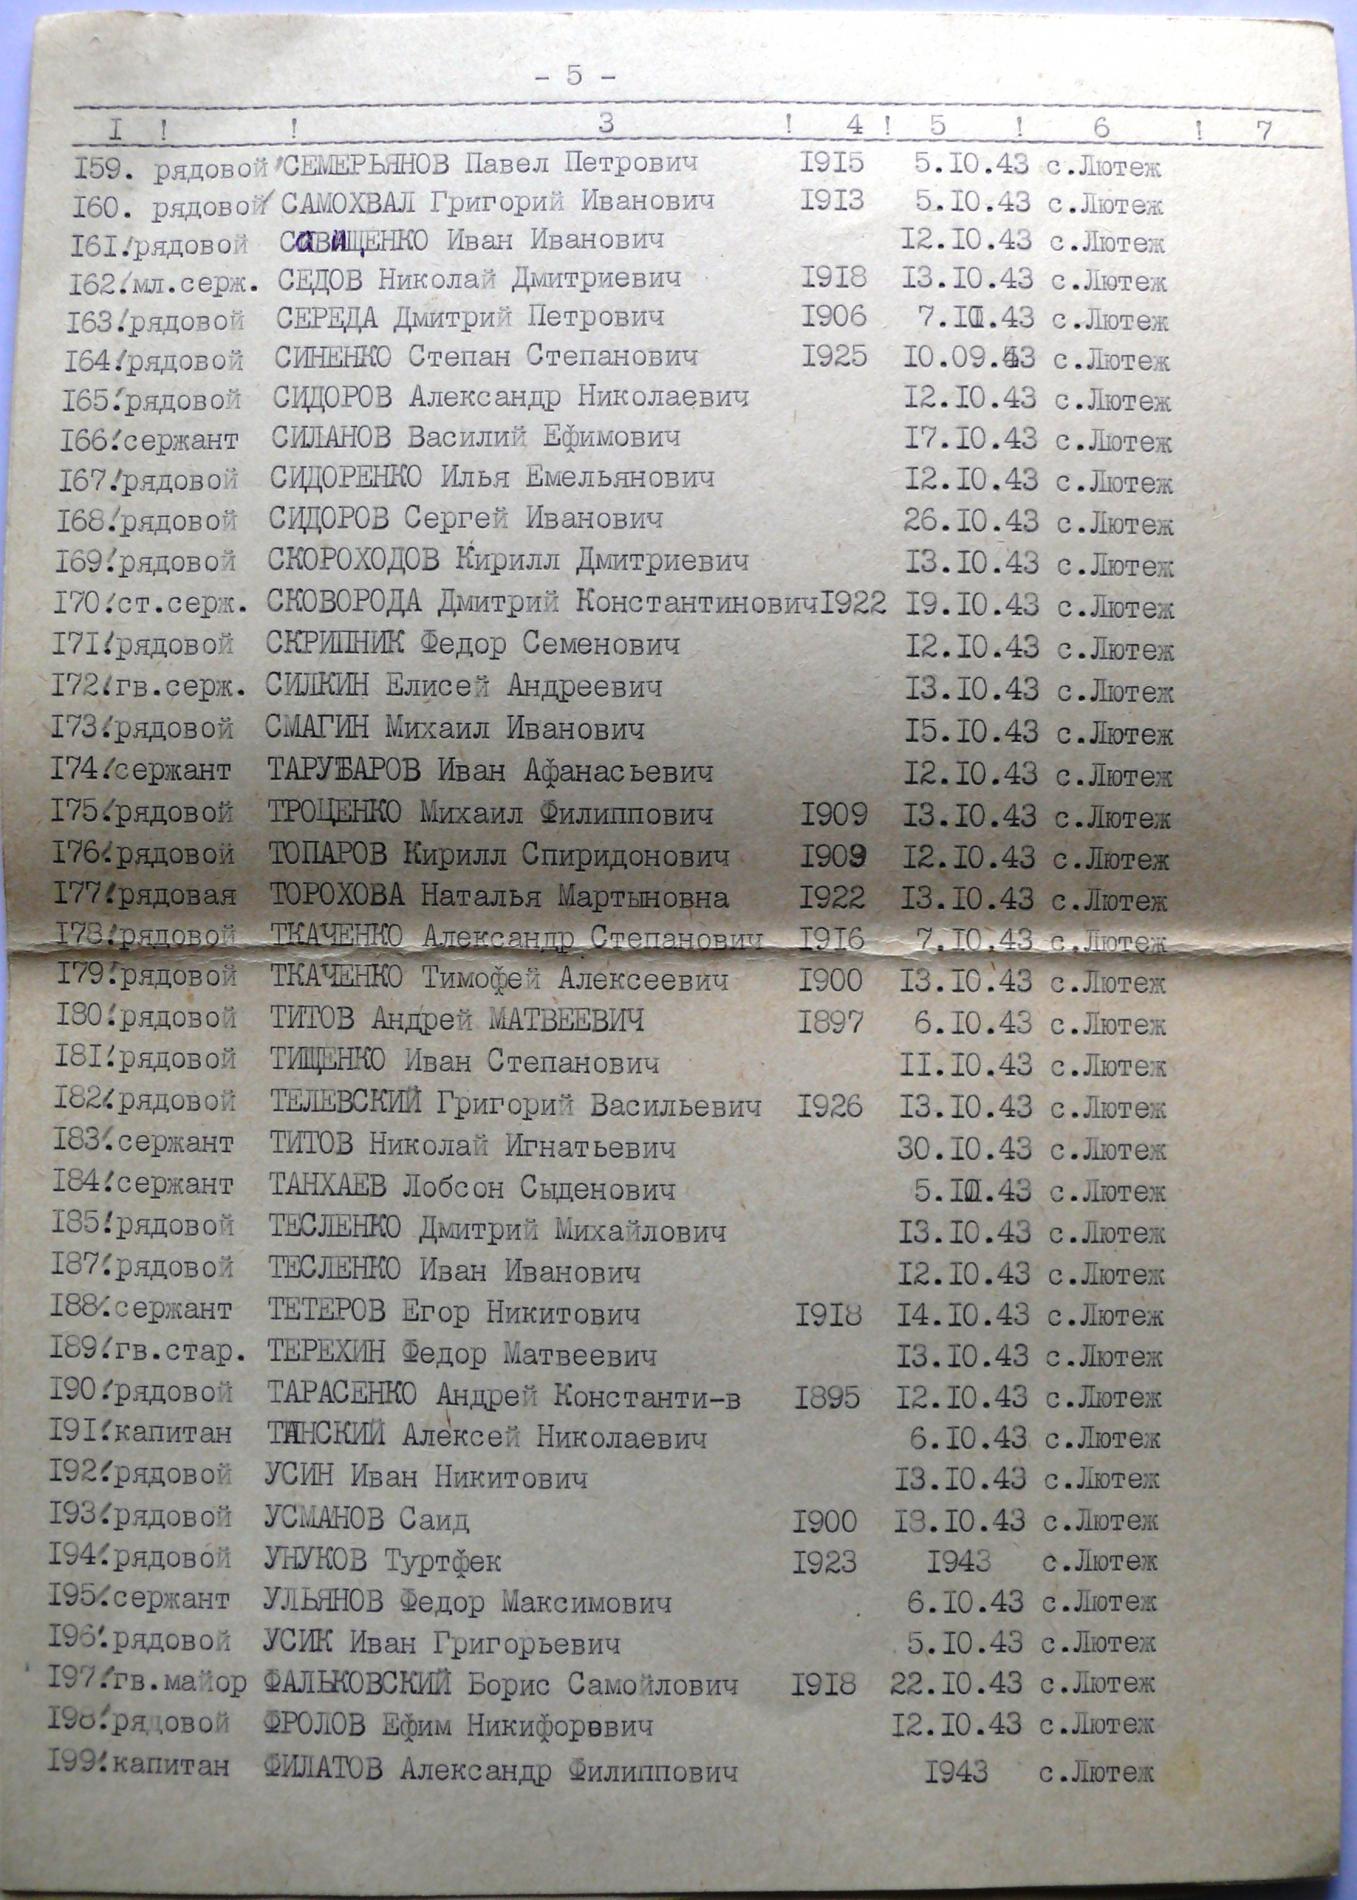 - 5 -
I ! ! 3 ! 4 ! 5 ! 6 ! 7
I59. рядовой СЕМЕРЬЯНОВ Павел Петрович I9I5 5.I0.43 с.Лютеж
I60. рядовой САМОХВАЛ Григорий Иванович I9I3 5.I0.43 с.Лютеж
I6I. рядовой САВИЩЕНКО Иван Иванович I2.I0.43 с.Лютеж
I62. мл.серж. СЕДОВ Николай Дмитриевич I9I8 I3.I0.43 с.Лютеж
I63. рядовой СЕРЕДА Дмитрий Петрович I906 с.Лютеж
I64. рядовой СИНЕНКО Степан Степанович I925 I0.09.43 с.Лютеж
I65. рядовой СИДОРОВ Александр Николаевич I2.I0.43 с.Лютеж
I66. сержант СИЛАНОВ Василий Ефимович I7.I0.43 с.Лютеж
I67. рядовой СИДОРЕНКО Илья Емельянович I2.I0.43 с.Лютеж
I68. рядовой СИДОРОВ Сергей Иванович 26.I0.43 с.Лютеж
I69. рядовой СКОРОХОДОВ Кирилл Дмитриевич I3.I0.43 с.Лютеж
I70. ст.серж. СКОВОРОДА Дмитрий Константинович I922 I9.I0.43 с.Лютеж
I7I. рядовой СКРИПНИК Федор Семенович I2.I0.43 с.Лютеж
I72. гв.серж. СИЛКИН Елисей Андреевич I3.I0.43 с.Лютеж
I73. рядовой СМАГИН Михаил Иванович I5.I0.43 с.Лютеж
I74. сержант Иван Афанасьевич I2.I0.43 с.Лютеж
I75. рядовой ТРОЦЕНКО Михаил Филиппович I909 I3.I0.43 с.Лютеж
I76. рядовой ТОПАРОВ Кирилл Спиридонович I909 I2.I0.43 с.Лютеж
I77. рядовая ТОРОХОВА Наталья Мартыновна I922 I3.I0.43 с.Лютеж
I78. рядовой ТКАЧЕНКО Александр Степанович I9I6 7.I0.43 с.Лютеж
I79. рядовой ТКАЧЕНКО Тимофей Алексеевич I900 I3.I0.43 с.Лютеж
I80. рядовой ТИТОВ Андрей МАТВЕЕВИЧ I897 6.I0.43 с.Лютеж
I8I. рядовой ТИЩЕНКО Иван Степанович II.I0.43 с.Лютеж
I82. рядовой ТЕЛЕВСКИЙ Григорий Васильевич I926 I3.I0.43 с.Лютеж
I83. сержант ТИТОВ Николай Игнатьевич 30.I0.43 с.Лютеж
I84. сержант ТАНХАЕВ Лобсон Сыденович с.Лютеж
I85. рядовой ТЕСЛЕНКО Дмитрий Михайлович I3.I0.43 с.Лютеж
I87. рядовой ТЕСЛЕНКО Иван Иванович I2.I0.43 с.Лютеж
I88. сержант ТЕТЕРОВ Егор Никитович I9I8 I4.I0.43 с.Лютеж
I89. гв.стар. ТЕРЕХИН Федор Матвеевич I3.I0.43 с.Лютеж
I90. рядовой ТАРАСЕНКО Андрей Константи-в I895 I2.I0.43 с.Лютеж
I9I. капитан ТАНСКИЙ Алексей Николаевич 6.I0.43 с.Лютеж
I92. рядовой УСИН Иван Никитович I3.I0.43 с.Лютеж
I93. рядовой УСМАНОВ Саид I900 I3.I0.43 с.Лютеж
I94. рядовой УНУКОВ Туртфек I923 I943 с.Лютеж
I95. сержант УЛЬЯНОВ Федор Максимович 6.I0.43 с.Лютеж
I96. рядовой УСИК Иван Григорьевич 5.I0.43 с.Лютеж
I97. гв.майор ФАЛЬКОВСКИЙ Борис Самойлович I9I8 22.I0.43 с.Лютеж
I98. рядовой ФРОЛОВ Ефим Никифорович I2.I0.43 с.Лютеж
I99. капитан ФИЛАТОВ Александр Филиппович I943 с.Лютеж